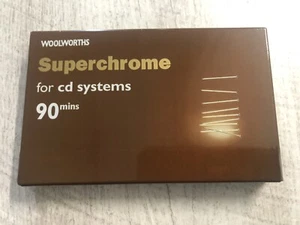 WOOLWORTHS
Superchrome
for cd systems
90mins